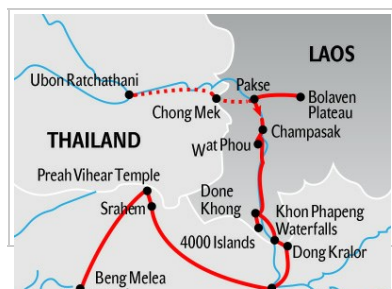 LAOS
Ubon Ratchathani
Pakse
Chong Mek
Bolaven
Plateau
Champasak
THAILAND
Wat Phou
Preah Vihear Temple
Srahem
Done
Khong
Khon Phapeng
Waterfalls
4000 Islands
Dong Kralor
Beng Melea